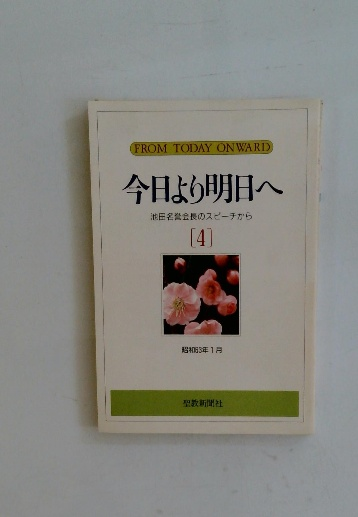 FROM TODAY ONWARD
今日より明日へ
池田名誉会長のスピーチから
[4]
昭和63年1月
聖教新聞社